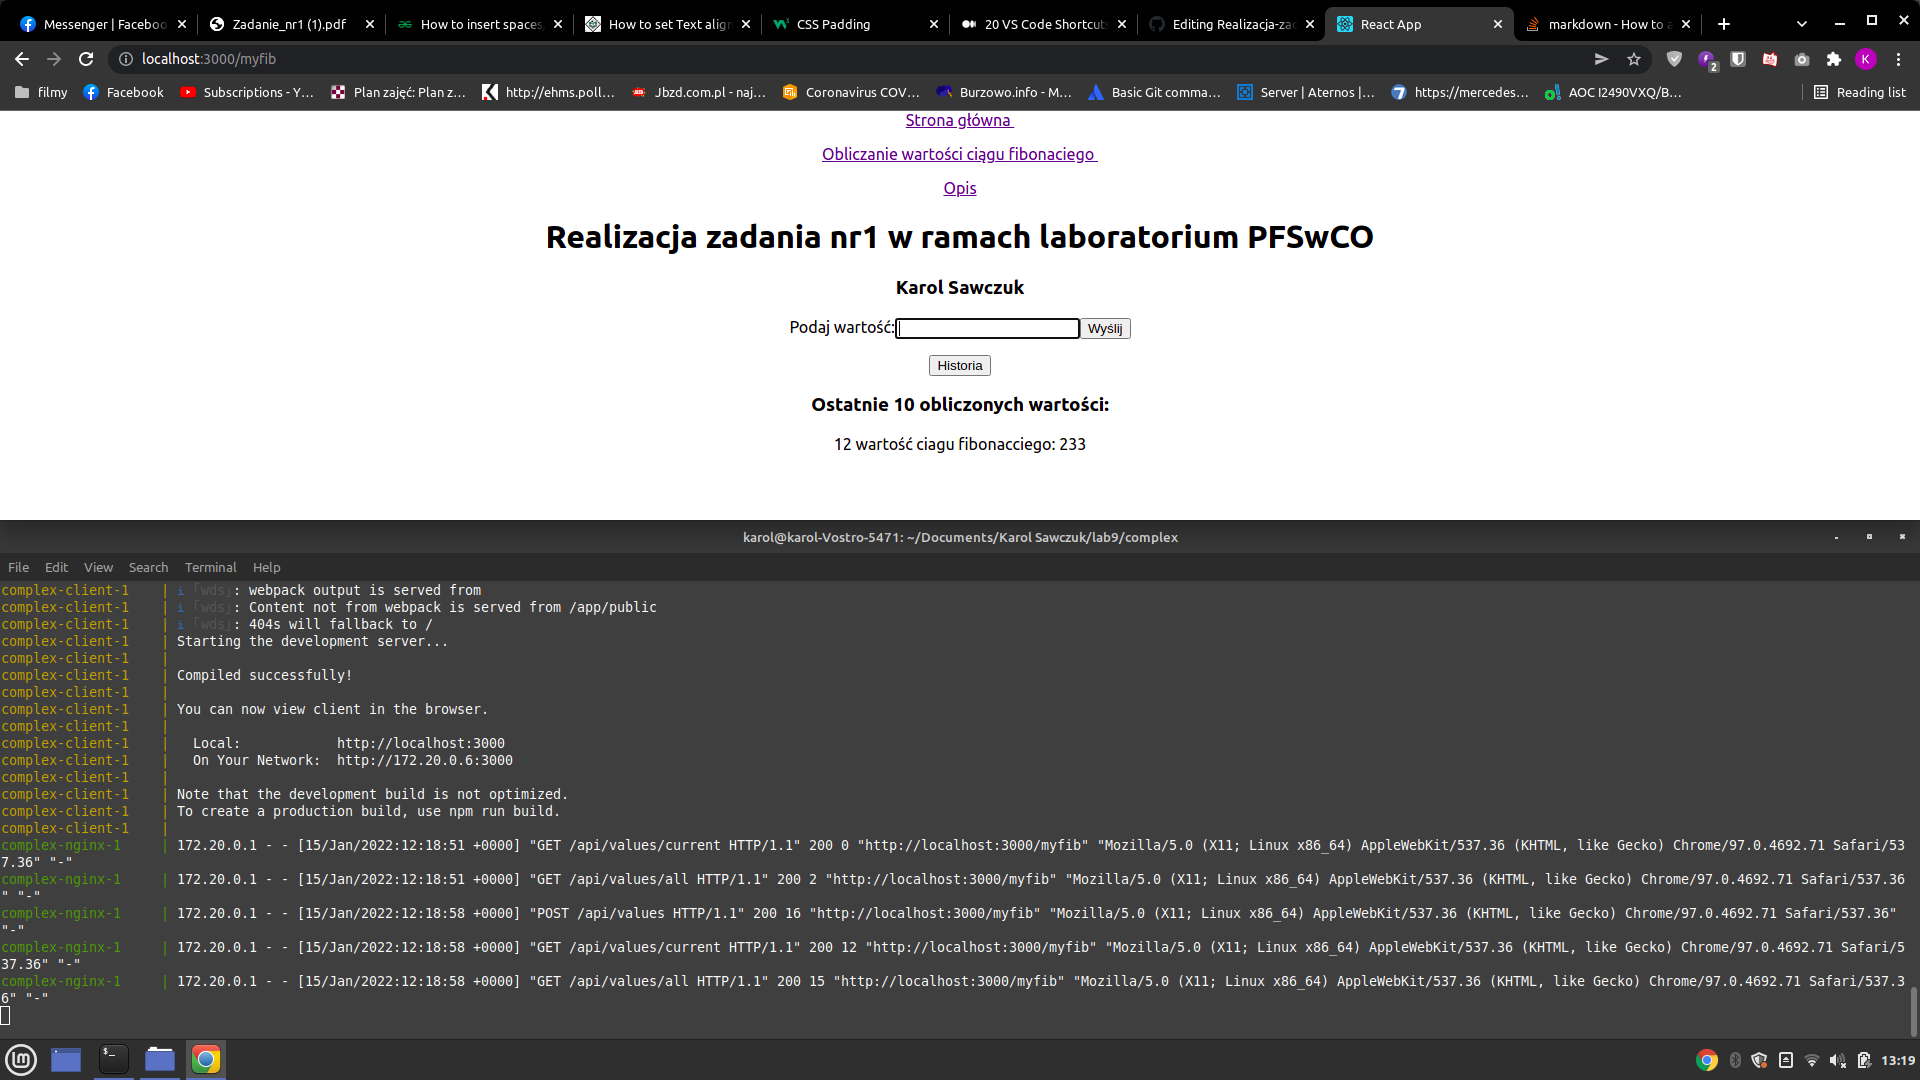 Messenger | Faceboo
Zadanie_nr1 (1).pdf
How to insert spaces
How to set Text align
CSS Padding
20 VS Code Shortcuts
Editing Realizacja-zad
React App
markdown - How to a
localhost:3000/myfib
2
K
filmy
Facebook
Subscriptions - Y...
Plan zajęć: Plan z...
http://ehms.poll...
Jbzd.com.pl - naj...
Coronavirus COV...
Burzowo.info - M...
Basic Git comma...
Server | Aternos |...
https://mercedes...
AOC I2490VXQ/B...
Reading list
Strona główna
Obliczanie wartości ciągu fibonaciego
Opis
Realizacja zadania nr1 w ramach laboratorium PFSwCO
Karol Sawczuk
Podaj wartość: Wyślij
Historia
Ostatnie 10 obliczonych wartości:
12 wartość ciagu fibonacciego: 233
karol@karol-Vostro-5471: ~/Documents/Karol Sawczuk/lab9/complex
File Edit View Search Terminal Help
complex-client-1 | i ｢wds｣: webpack output is served from
complex-client-1 | i ｢wds｣: Content not from webpack is served from /app/public
complex-client-1 | i ｢wds｣: 404s will fallback to /
complex-client-1 | Starting the development server...
complex-client-1 |
complex-client-1 | Compiled successfully!
complex-client-1 |
complex-client-1 | You can now view client in the browser.
complex-client-1 |
complex-client-1 | Local: http://localhost:3000
complex-client-1 | On Your Network: http://172.20.0.6:3000
complex-client-1 |
complex-client-1 | Note that the development build is not optimized.
complex-client-1 | To create a production build, use npm run build.
complex-client-1 |
complex-nginx-1 | 172.20.0.1 - - [15/Jan/2022:12:18:51 +0000] "GET /api/values/current HTTP/1.1" 200 0 "http://localhost:3000/myfib" "Mozilla/5.0 (X11; Linux x86_64) AppleWebKit/537.36 (KHTML, like Gecko) Chrome/97.0.4692.71 Safari/53
7.36" "-"
complex-nginx-1 | 172.20.0.1 - - [15/Jan/2022:12:18:51 +0000] "GET /api/values/all HTTP/1.1" 200 2 "http://localhost:3000/myfib" "Mozilla/5.0 (X11; Linux x86_64) AppleWebKit/537.36 (KHTML, like Gecko) Chrome/97.0.4692.71 Safari/537.36
" "-"
complex-nginx-1 | 172.20.0.1 - - [15/Jan/2022:12:18:58 +0000] "POST /api/values HTTP/1.1" 200 16 "http://localhost:3000/myfib" "Mozilla/5.0 (X11; Linux x86_64) AppleWebKit/537.36 (KHTML, like Gecko) Chrome/97.0.4692.71 Safari/537.36"
"-"
complex-nginx-1 | 172.20.0.1 - - [15/Jan/2022:12:18:58 +0000] "GET /api/values/current HTTP/1.1" 200 12 "http://localhost:3000/myfib" "Mozilla/5.0 (X11; Linux x86_64) AppleWebKit/537.36 (KHTML, like Gecko) Chrome/97.0.4692.71 Safari/5
37.36" "-"
complex-nginx-1 | 172.20.0.1 - - [15/Jan/2022:12:18:58 +0000] "GET /api/values/all HTTP/1.1" 200 15 "http://localhost:3000/myfib" "Mozilla/5.0 (X11; Linux x86_64) AppleWebKit/537.36 (KHTML, like Gecko) Chrome/97.0.4692.71 Safari/537.3
6" "-"
13:19